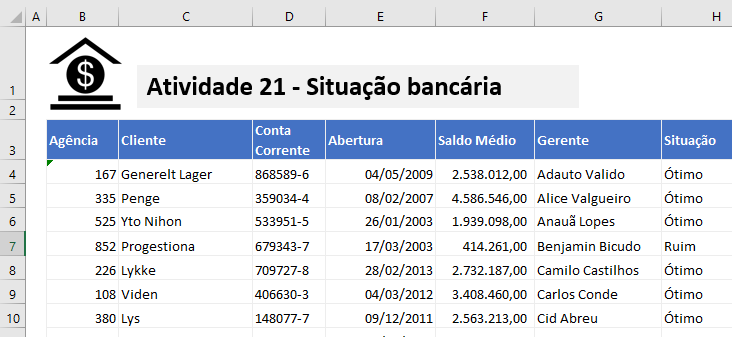 A B C D E F G H
1 Atividade 21 - Situação bancária
2
3 Agência Cliente Conta Corrente Abertura Saldo Médio Gerente Situação
4 167 Generelt Lager 868589-6 04/05/2009 2.538.012,00 Adauto Valido Ótimo
5 335 Penge 359034-4 08/02/2007 4.586.546,00 Alice Valgueiro Ótimo
6 525 Yto Nihon 533951-5 26/01/2003 1.939.098,00 Anauã Lopes Ótimo
7 852 Progestiona 679343-7 17/03/2003 414.261,00 Benjamin Bicudo Ruim
8 226 Lykke 709727-8 28/02/2013 2.732.187,00 Camilo Castilhos Ótimo
9 108 Viden 406630-3 04/03/2012 3.408.460,00 Carlos Conde Ótimo
10 380 Lys 148077-7 09/12/2011 2.563.213,00 Cid Abreu Ótimo